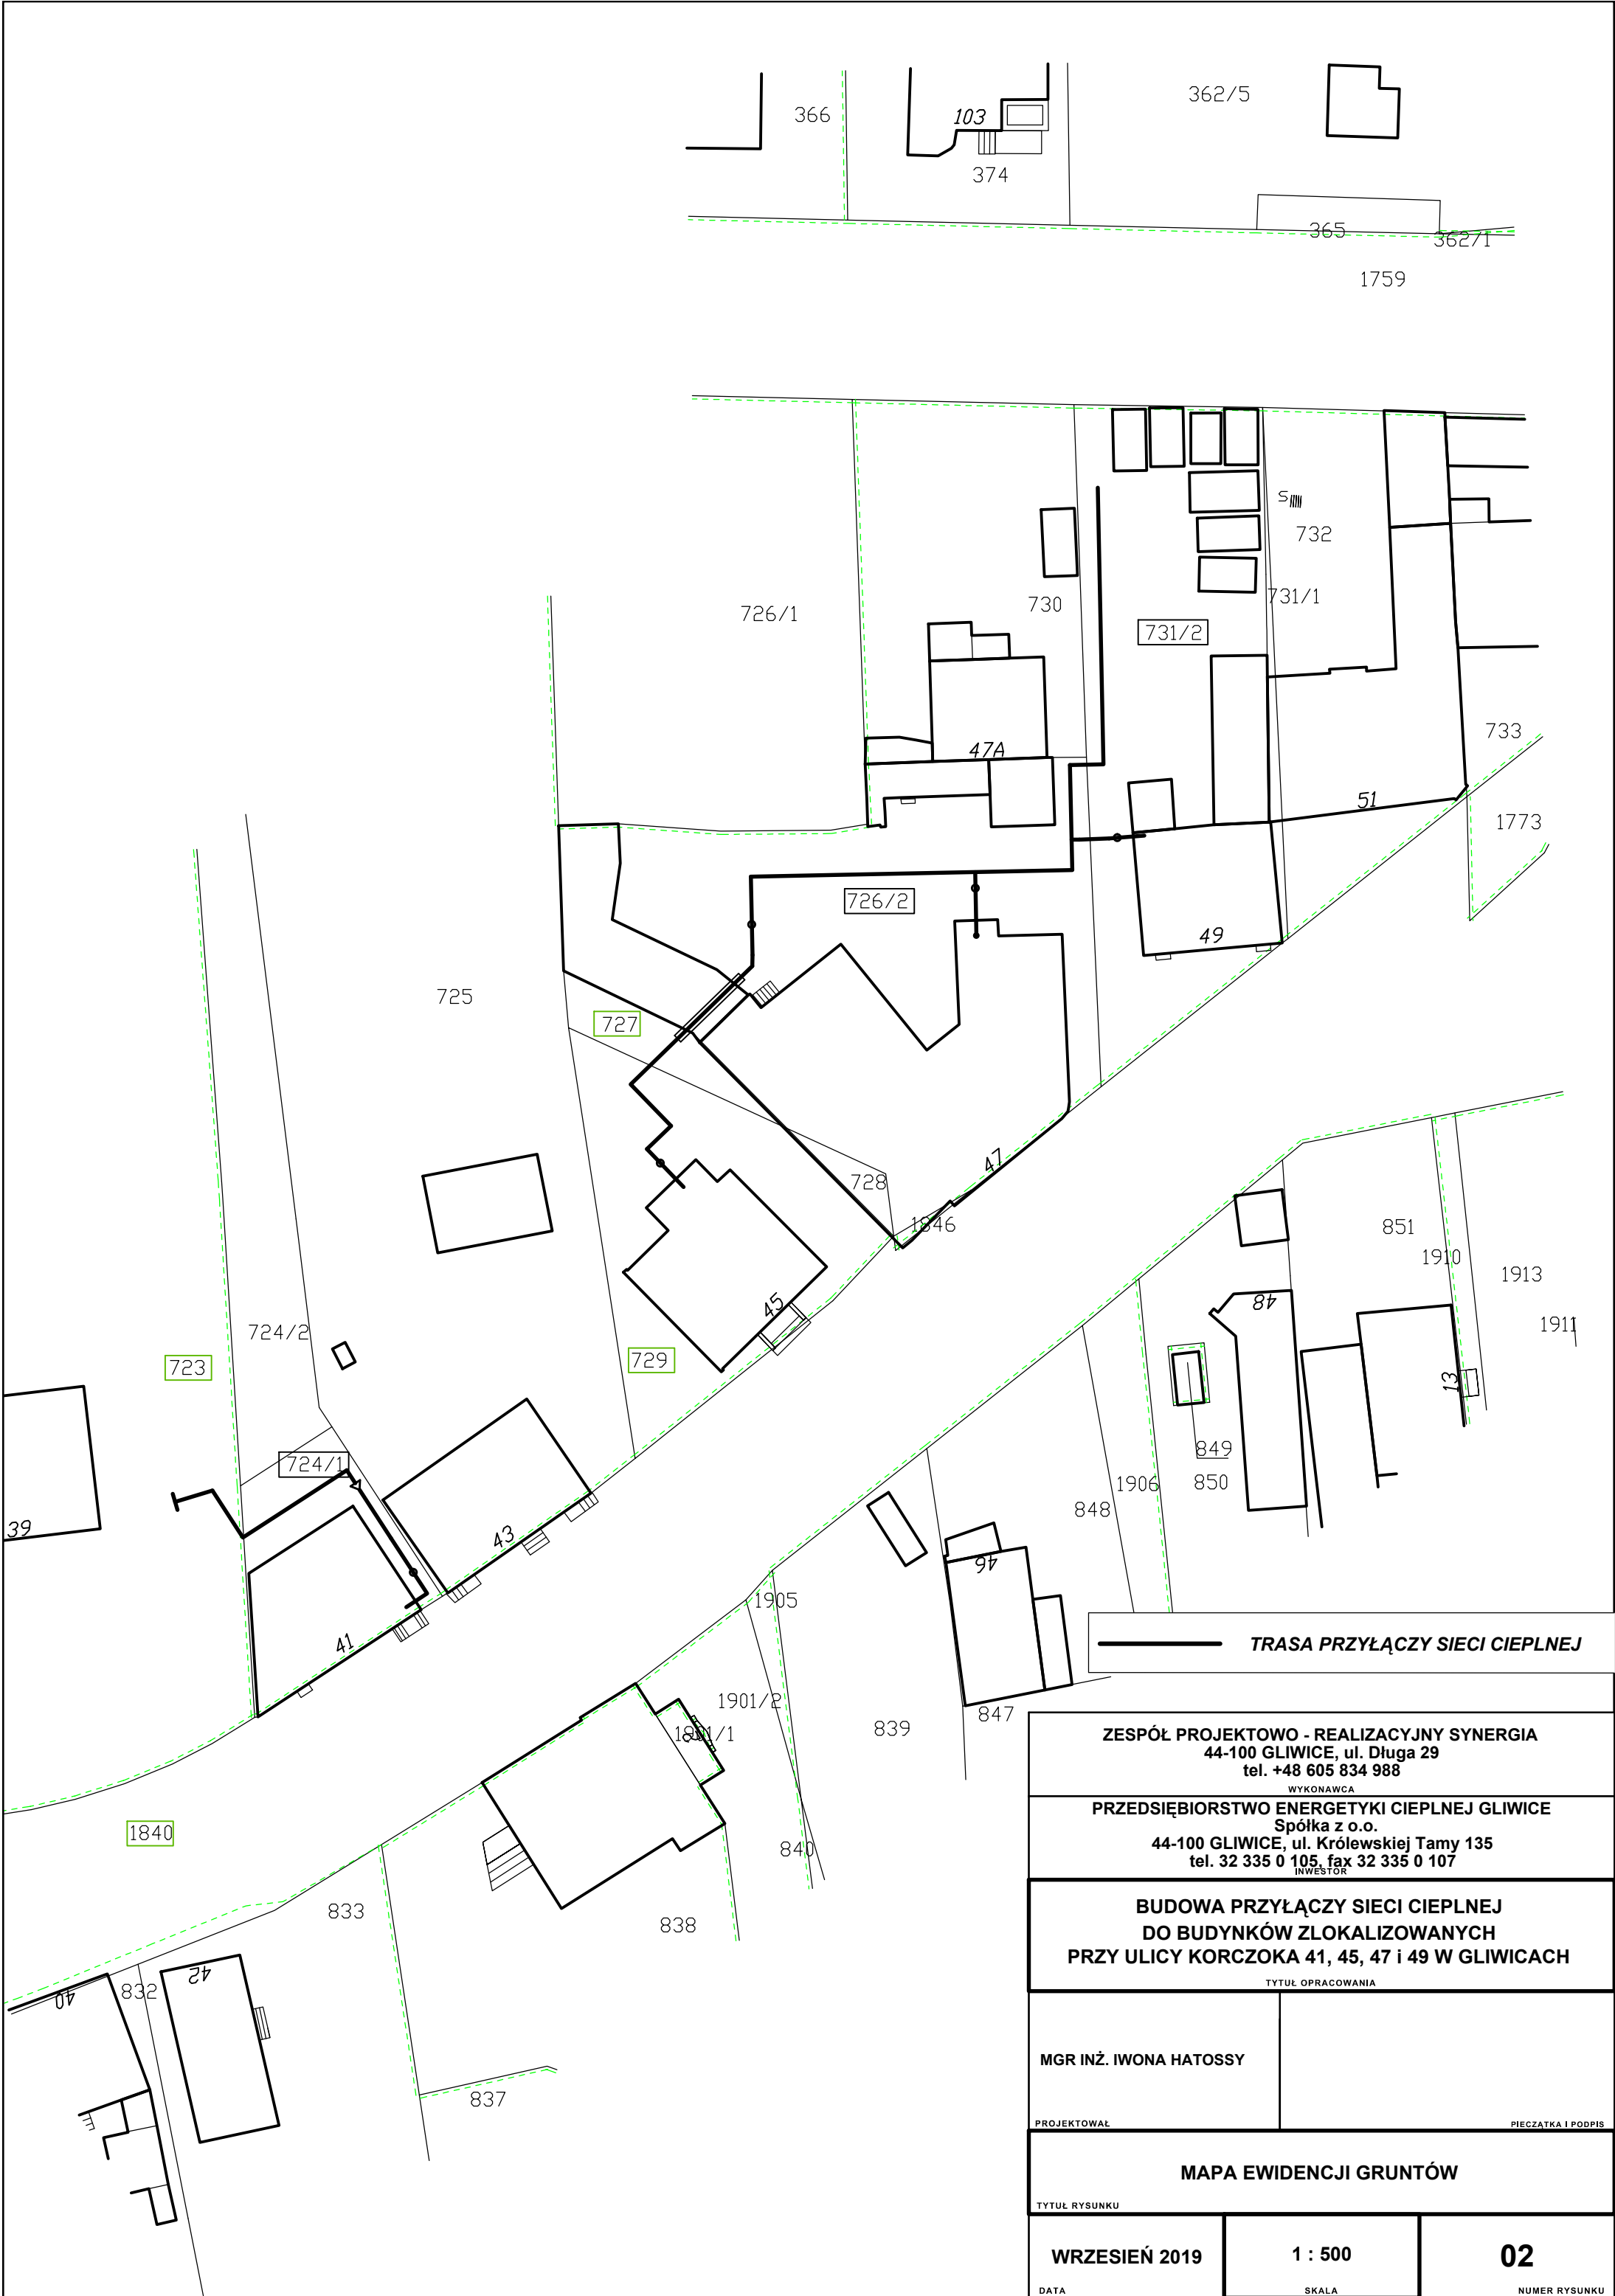 362/5
366
103
374
365
362/1
1759
S
732
731/1
726/1
730
731/2
733
47A
51
1773
726/2
49
725
727
728
47
1846
851
1910
1913
1911
48
45
724/2
723
729
13
849
850
724/1
1906
848
39
43
46
1905
41
TRASA PRZYŁĄCZY SIECI CIEPLNEJ
1901/2
1901/1
839
847
1840
840
833
838
42
40
832
837
ZESPÓŁ PROJEKTOWO - REALIZACYJNY SYNERGIA
44-100 GLIWICE, ul. Długa 29
tel. +48 605 834 988
WYKONAWCA
PRZEDSIĘBIORSTWO ENERGETYKI CIEPLNEJ GLIWICE
Spółka z o.o.
44-100 GLIWICE, ul. Królewskiej Tamy 135
tel. 32 335 0 105, fax 32 335 0 107
INWESTOR
BUDOWA PRZYŁĄCZY SIECI CIEPLNEJ
DO BUDYNKÓW ZLOKALIZOWANYCH
PRZY ULICY KORCZOKA 41, 45, 47 i 49 W GLIWICACH
TYTUŁ OPRACOWANIA
MGR INŻ. IWONA HATOSSY
PROJEKTOWAŁ
PIECZĄTKA I PODPIS
MAPA EWIDENCJI GRUNTÓW
TYTUŁ RYSUNKU
WRZESIEŃ 2019
DATA
1 : 500
SKALA
02
NUMER RYSUNKU